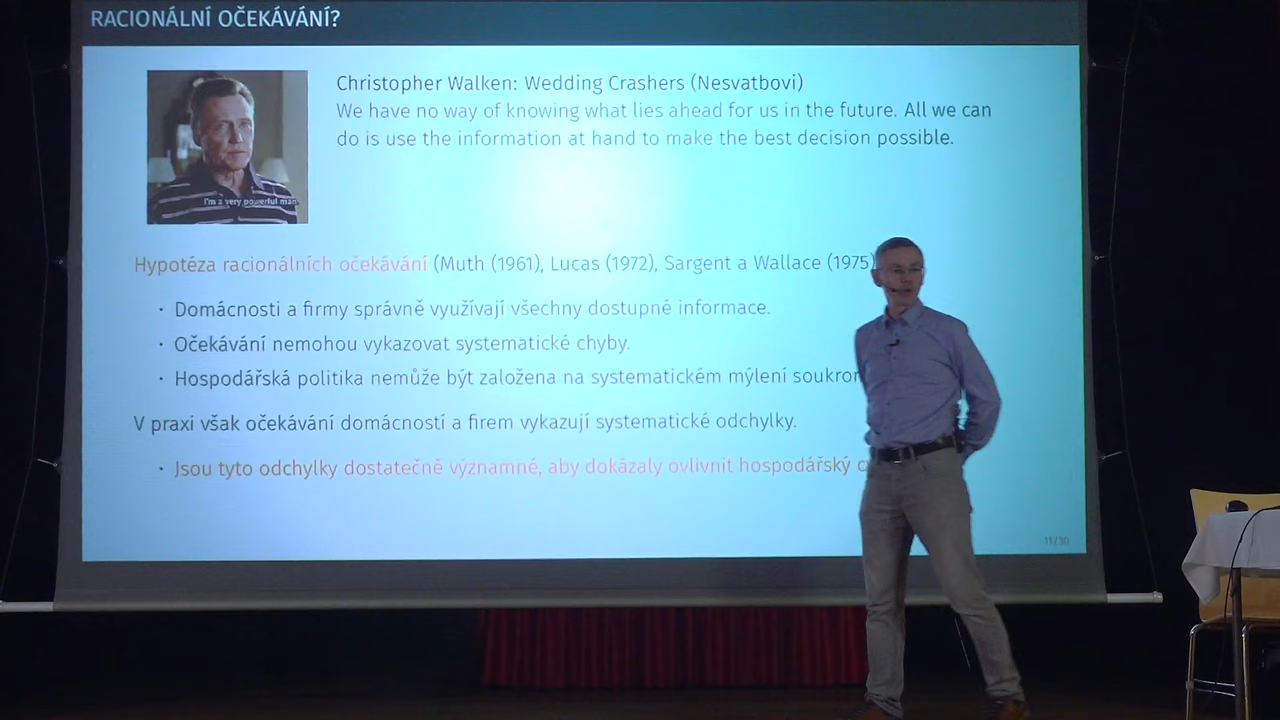 RACIONÁLNÍ OČEKÁVÁNÍ?
Christopher Walken: Wedding Crashers (Nesvatbovi)
We have no way of knowing what lies ahead for us in the future. All we can
do is use the information at hand to make the best decision possible.
I'm a very powerful man
Hypotéza racionálních očekávání (Muth (1961), Lucas (1972), Sargent a Wallace (1975)
· Domácnosti a firmy správně využívají všechny dostupné informace.
· Očekávání nemohou vykazovat systematické chyby.
· Hospodářská politika nemůže být založena na systematickém mýlení
V praxi však očekávání domácností a firem vykazují systematické odchylky.
· Jsou tyto odchylky dostatečně významné, aby dokázaly ovlivnit hospodářský
11/30